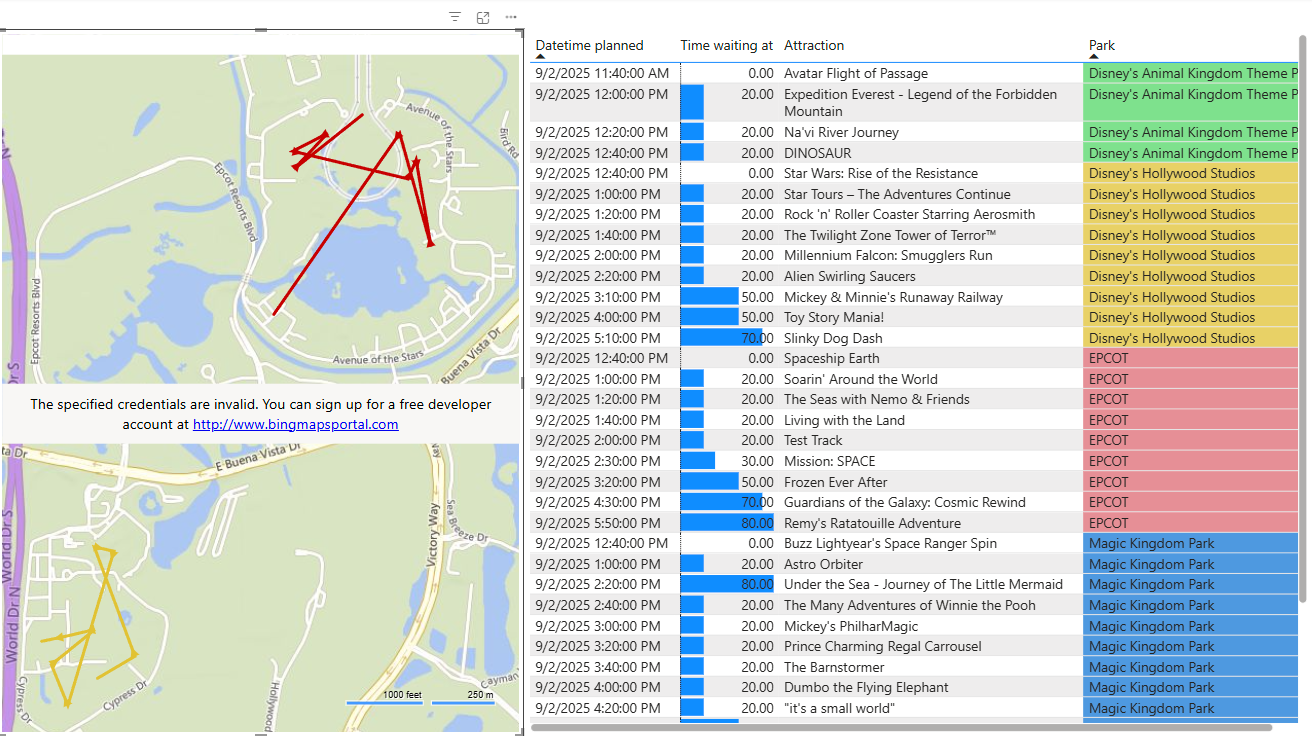 Avenue of the Stars
Bird Rd
Epcot Resorts Blvd
Epcot Resorts Blvd
Avenue of the Stars
Buena Vista Dr
The specified credentials are invalid. You can sign up for a free developer
account at http://www.bingmapsportal.com
E Buena Vista Dr
World Dr S
World Dr N
Victory Way
Sea Breeze Dr
Cypress Dr
Cypress Dr
Hollywood
Cayman
1000 feet 250 m
Datetime planned Time waiting at Attraction Park
9/2/2025 11:40:00 AM 0.00 Avatar Flight of Passage Disney's Animal Kingdom Theme P
9/2/2025 12:00:00 PM 20.00 Expedition Everest - Legend of the Forbidden Disney's Animal Kingdom Theme P
Mountain
9/2/2025 12:20:00 PM 20.00 Na'vi River Journey Disney's Animal Kingdom Theme P
9/2/2025 12:40:00 PM 20.00 DINOSAUR Disney's Animal Kingdom Theme P
9/2/2025 12:40:00 PM 0.00 Star Wars: Rise of the Resistance Disney's Hollywood Studios
9/2/2025 1:00:00 PM 20.00 Star Tours – The Adventures Continue Disney's Hollywood Studios
9/2/2025 1:20:00 PM 20.00 Rock 'n' Roller Coaster Starring Aerosmith Disney's Hollywood Studios
9/2/2025 1:40:00 PM 20.00 The Twilight Zone Tower of Terror™ Disney's Hollywood Studios
9/2/2025 2:00:00 PM 20.00 Millennium Falcon: Smugglers Run Disney's Hollywood Studios
9/2/2025 2:20:00 PM 20.00 Alien Swirling Saucers Disney's Hollywood Studios
9/2/2025 3:10:00 PM 50.00 Mickey & Minnie's Runaway Railway Disney's Hollywood Studios
9/2/2025 4:00:00 PM 50.00 Toy Story Mania! Disney's Hollywood Studios
9/2/2025 5:10:00 PM 70.00 Slinky Dog Dash Disney's Hollywood Studios
9/2/2025 12:40:00 PM 0.00 Spaceship Earth EPCOT
9/2/2025 1:00:00 PM 20.00 Soarin' Around the World EPCOT
9/2/2025 1:20:00 PM 20.00 The Seas with Nemo & Friends EPCOT
9/2/2025 1:40:00 PM 20.00 Living with the Land EPCOT
9/2/2025 2:00:00 PM 20.00 Test Track EPCOT
9/2/2025 2:30:00 PM 30.00 Mission: SPACE EPCOT
9/2/2025 3:20:00 PM 50.00 Frozen Ever After EPCOT
9/2/2025 4:30:00 PM 70.00 Guardians of the Galaxy: Cosmic Rewind EPCOT
9/2/2025 5:50:00 PM 80.00 Remy's Ratatouille Adventure EPCOT
9/2/2025 12:40:00 PM 0.00 Buzz Lightyear's Space Ranger Spin Magic Kingdom Park
9/2/2025 1:00:00 PM 20.00 Astro Orbiter Magic Kingdom Park
9/2/2025 2:20:00 PM 80.00 Under the Sea - Journey of The Little Mermaid Magic Kingdom Park
9/2/2025 2:40:00 PM 20.00 The Many Adventures of Winnie the Pooh Magic Kingdom Park
9/2/2025 3:00:00 PM 20.00 Mickey's PhilharMagic Magic Kingdom Park
9/2/2025 3:20:00 PM 20.00 Prince Charming Regal Carrousel Magic Kingdom Park
9/2/2025 3:40:00 PM 20.00 The Barnstormer Magic Kingdom Park
9/2/2025 4:00:00 PM 20.00 Dumbo the Flying Elephant Magic Kingdom Park
9/2/2025 4:20:00 PM 20.00 "it's a small world" Magic Kingdom Park